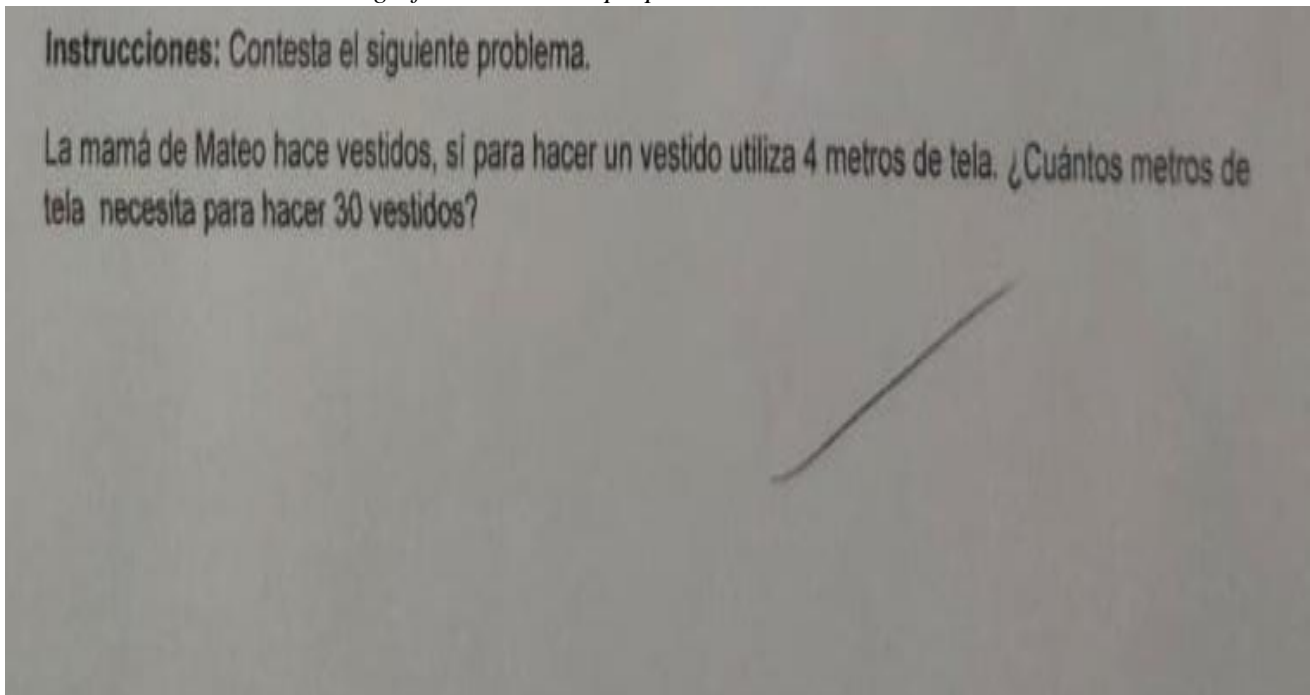 Instrucciones: Contesta el siguiente problema.
La mamá de Mateo hace vestidos, si para hacer un vestido utiliza 4 metros de tela. ¿Cuántos metros de
tela necesita para hacer 30 vestidos?